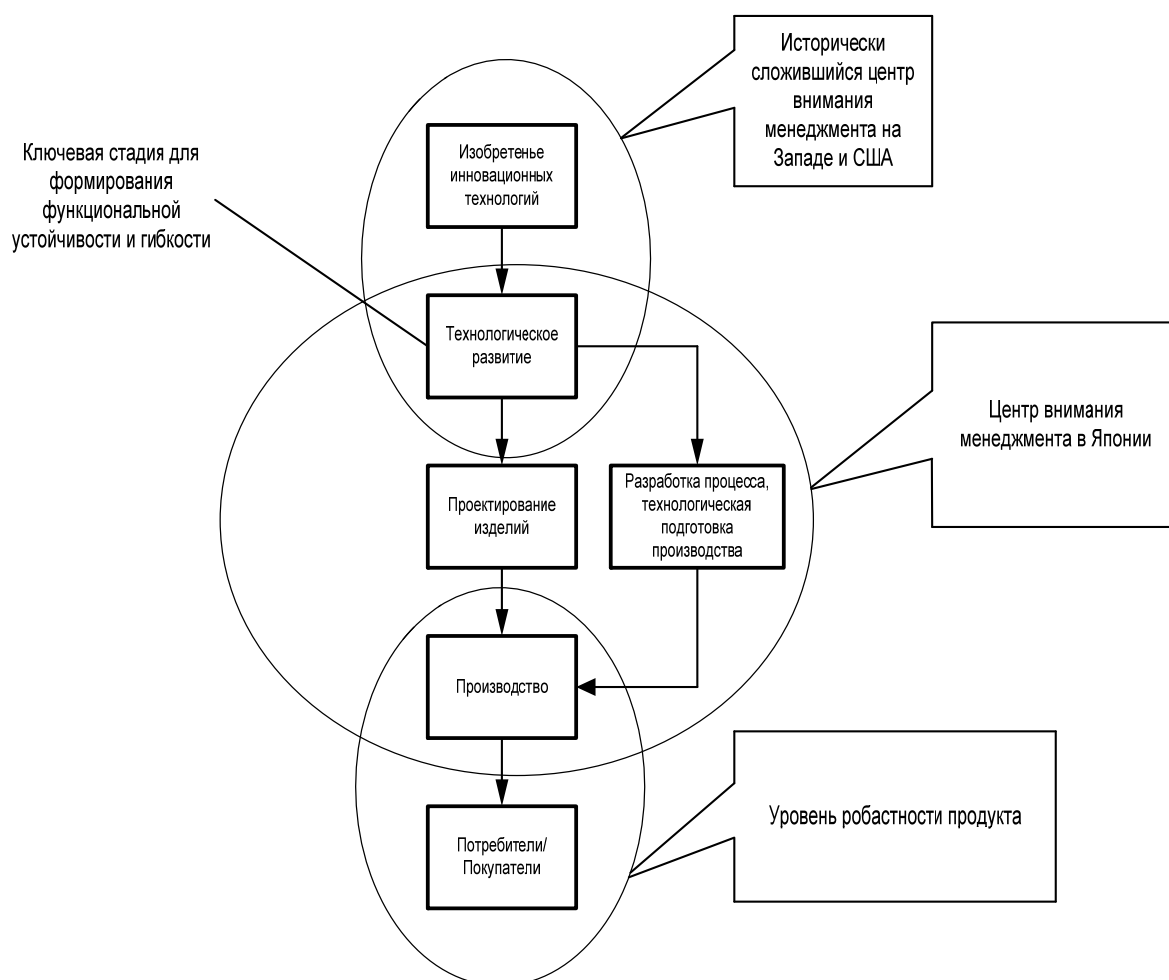 Исторически
сложившийся центр
внимания
менеджмента на
Западе и США
Изобретенье
инновационных
технологий
Ключевая стадия для
формирования
функциональной
устойчивости и гибкости
Технологическое
развитие
Центр внимания
менеджмента в Японии
Проектирование
изделий
Разработка процесса,
технологическая
подготовка
производства
Производство
Уровень робастности продукта
Потребители/
Покупатели